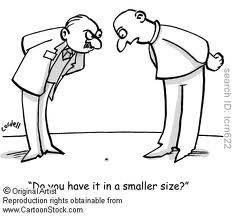 Cordell
"Do you have it in a smaller size?"
© Original Artist
Reproduction rights obtainable from
www.CartoonStock.com
search ID: tcrn622